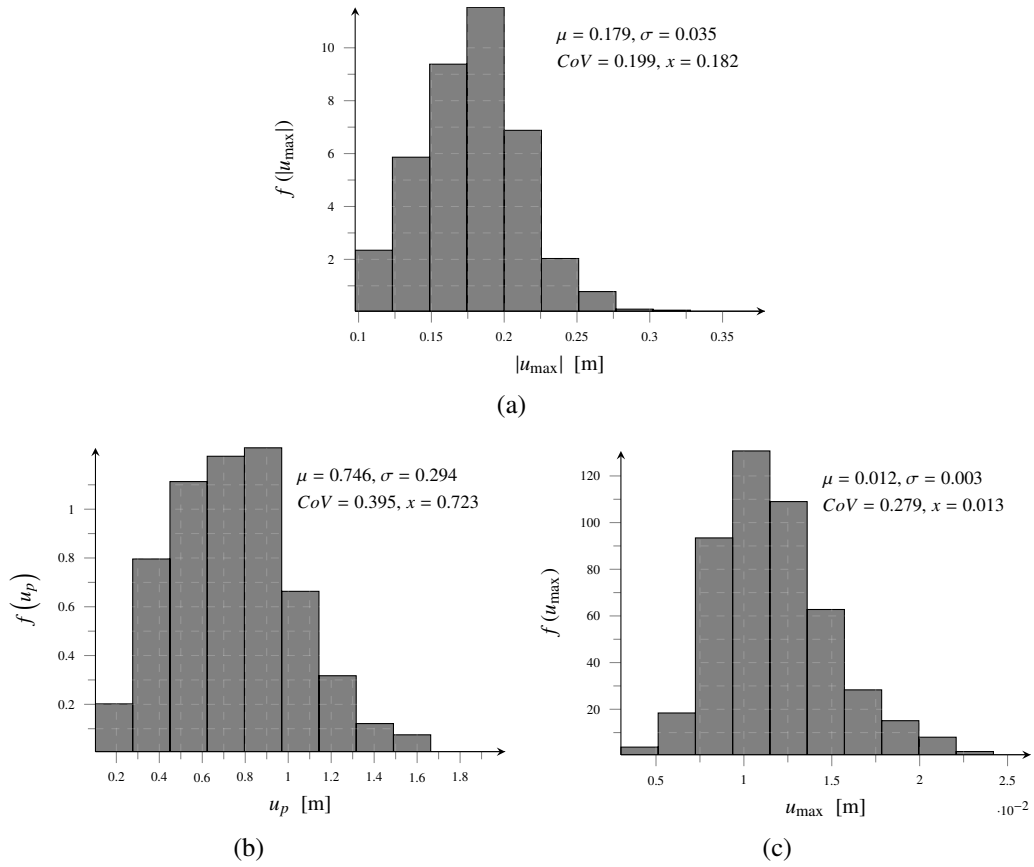 10
8
6
4
2
f (|u_max|)
μ = 0.179, σ = 0.035
CoV = 0.199, x = 0.182
0.1 0.15 0.2 0.25 0.3 0.35
|u_max| [m]
(a)
1
0.8
0.6
0.4
0.2
f (u_p)
μ = 0.746, σ = 0.294
CoV = 0.395, x = 0.723
0.2 0.4 0.6 0.8 1 1.2 1.4 1.6 1.8
u_p [m]
(b)
120
100
80
60
40
20
f (u_max)
μ = 0.012, σ = 0.003
CoV = 0.279, x = 0.013
0.5 1 1.5 2 2.5
·10⁻²
u_max [m]
(c)